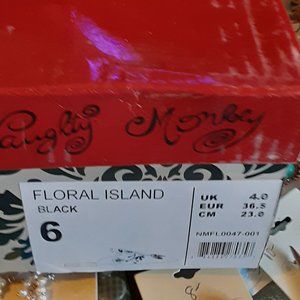 Naughty Monkey
FLORAL ISLAND
BLACK
6
UK 4.0
EUR 36.5
CM 23.0
NMFL0047-001